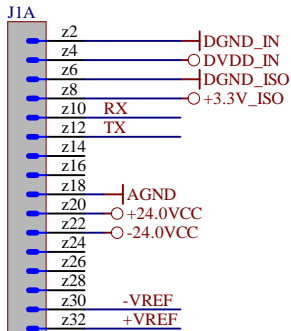 J1A
z2 DGND_IN
z4 DVDD_IN
z6 DGND_ISO
z8 +3.3V_ISO
z10 RX
z12 TX
z14
z16
z18 AGND
z20 +24.0VCC
z22 -24.0VCC
z24
z26
z28
z30 -VREF
z32 +VREF